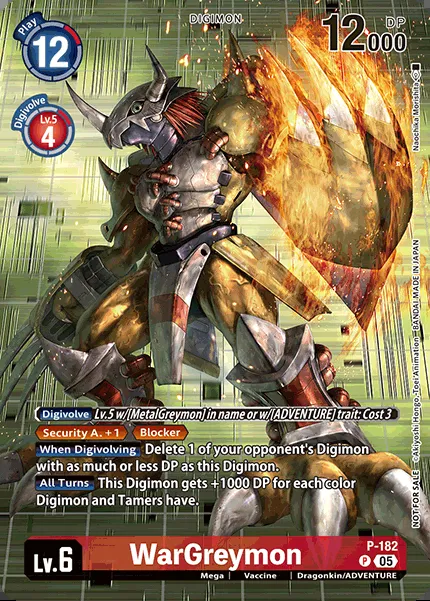 DIGIMON
Play
12
12000
DP
Digivolve
Lv.5
4
Naochika Morishita
©Akiyoshi Hongo, Toei Animation • BANDAI, MADE IN JAPAN
NOT FOR SALE
Digivolve Lv.5 w/[MetalGreymon] in name or w/[ADVENTURE] trait: Cost 3
Security A. +1 Blocker
When Digivolving Delete 1 of your opponent's Digimon
with as much or less DP as this Digimon.
All Turns This Digimon gets +1000 DP for each color
Digimon and Tamers have.
P-182
Lv.6 WarGreymon P 05
Mega | Vaccine | Dragonkin/ADVENTURE